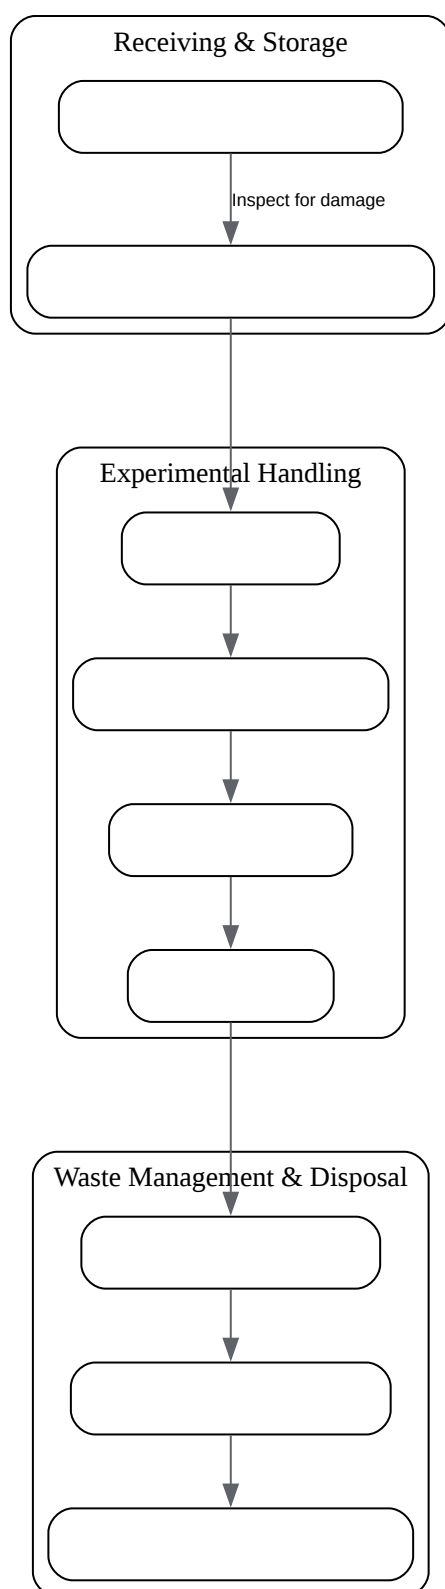 Receiving & Storage
Inspect for damage
Experimental Handling
Waste Management & Disposal